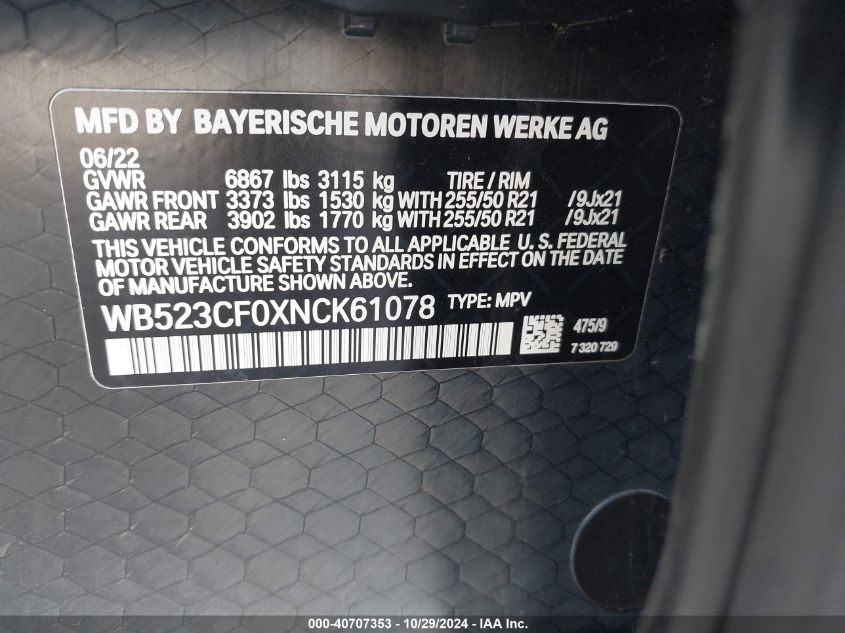 MFD BY BAYERISCHE MOTOREN WERKE AG
06/22
GVWR 6867 lbs 3115 kg TIRE / RIM
GAWR FRONT 3373 lbs 1530 kg WITH 255/50 R21 /9Jx21
GAWR REAR 3902 lbs 1770 kg WITH 255/50 R21 /9Jx21
THIS VEHICLE CONFORMS TO ALL APPLICABLE U. S. FEDERAL
MOTOR VEHICLE SAFETY STANDARDS IN EFFECT ON THE DATE
OF MANUFACTURE SHOWN ABOVE.
WB523CF0XNCK61078 TYPE: MPV
475/9
7 320 729
000-40707353 - 10/29/2024 - IAA, Inc.